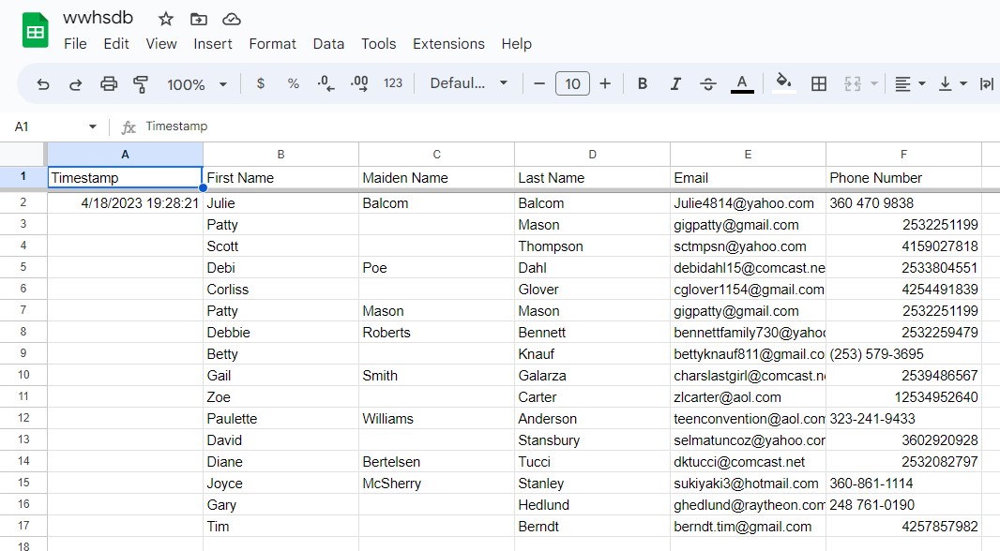 wwhsdb
File Edit View Insert Format Data Tools Extensions Help
100% $ % .0 .00 123 Defaul... 10 B I A
A1 fx Timestamp
A B C D E F
1 Timestamp First Name Maiden Name Last Name Email Phone Number
2 4/18/2023 19:28:21 Julie Balcom Balcom Julie4814@yahoo.com 360 470 9838
3 Patty Mason gigpatty@gmail.com 2532251199
4 Scott Thompson sctmpsn@yahoo.com 4159027818
5 Debi Poe Dahl debidahl15@comcast.ne 2533804551
6 Corliss Glover cglover1154@gmail.com 4254491839
7 Patty Mason Mason gigpatty@gmail.com 2532251199
8 Debbie Roberts Bennett bennettfamily730@yahoo 2532259479
9 Betty Knauf bettyknauf811@gmail.co (253) 579-3695
10 Gail Smith Galarza charslastgirl@comcast.n 2539486567
11 Zoe Carter zlcarter@aol.com 12534952640
12 Paulette Williams Anderson teenconvention@aol.com 323-241-9433
13 David Stansbury selmatuncoz@yahoo.com 3602920928
14 Diane Bertelsen Tucci dktucci@comcast.net 2532082797
15 Joyce McSherry Stanley sukiyaki3@hotmail.com 360-861-1114
16 Gary Hedlund ghedlund@raytheon.com 248 761-0190
17 Tim Berndt berndt.tim@gmail.com 4257857982
18